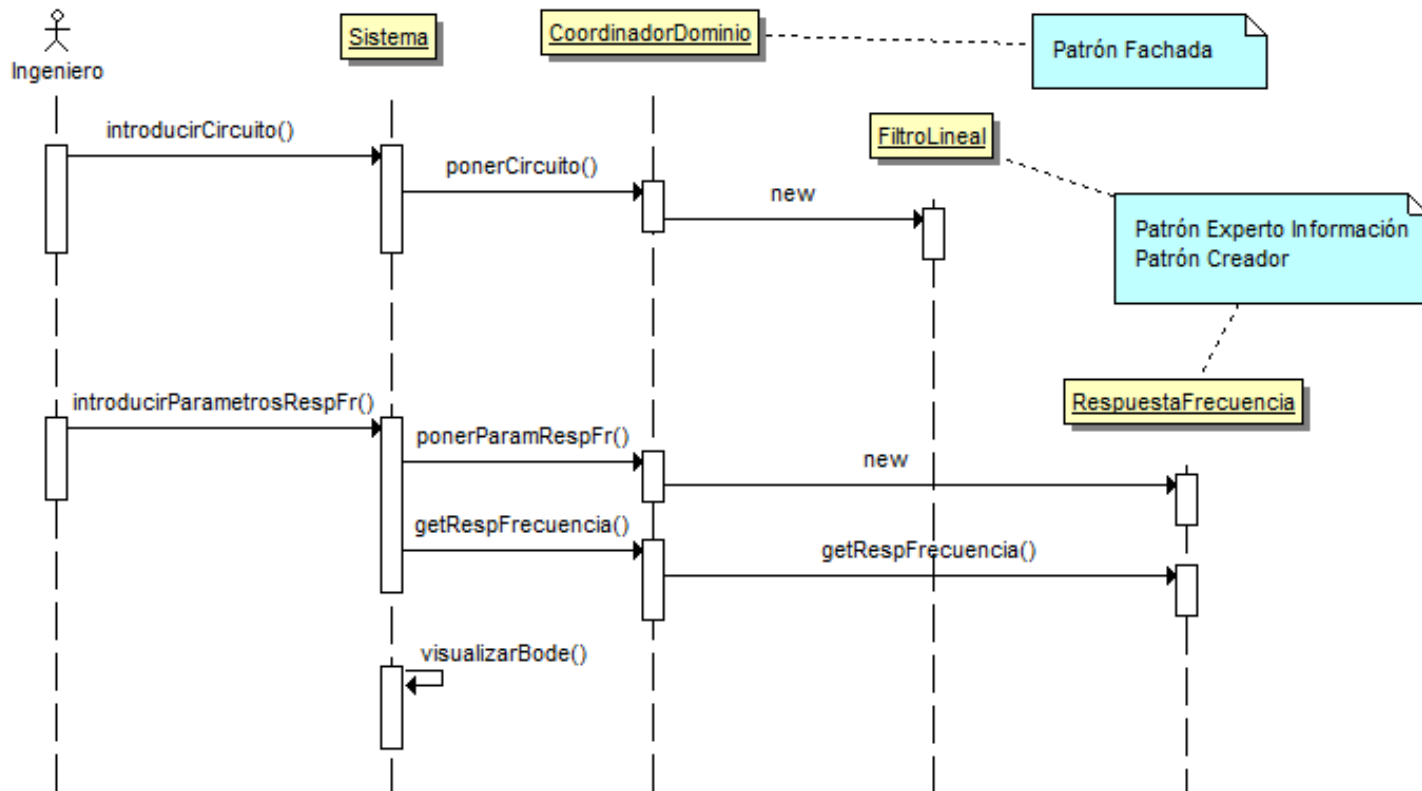 Ingeniero
Sistema
CoordinadorDominio
Patrón Fachada
introducirCircuito()
ponerCircuito()
new
FiltroLineal
Patrón Experto Información
Patrón Creador
introducirParametrosRespFr()
RespuestaFrecuencia
ponerParamRespFr()
new
getRespFrecuencia()
getRespFrecuencia()
visualizarBode()